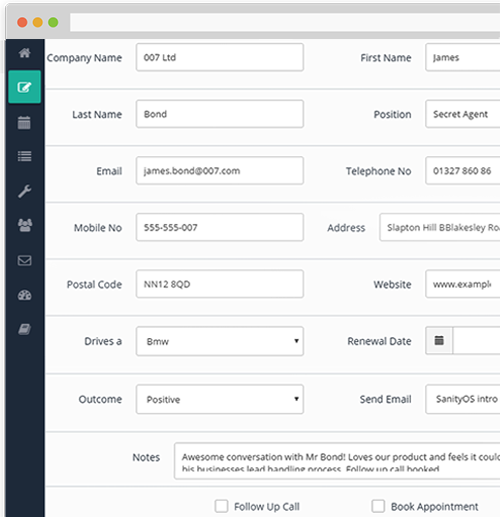 Company Name 007 Ltd First Name James
Last Name Bond Position Secret Agent
Email james.bond@007.com Telephone No 01327 860 86
Mobile No 555-555-007 Address Slapton Hill BBlakesley Roa
Postal Code NN12 8QD Website www.exampl
Drives a Bmw Renewal Date
Outcome Positive Send Email SanityOS intro
Notes Awesome conversation with Mr Bond! Loves our product and feels it could
his businesses lead handling process. Follow up call booked
Follow Up Call Book Appointment